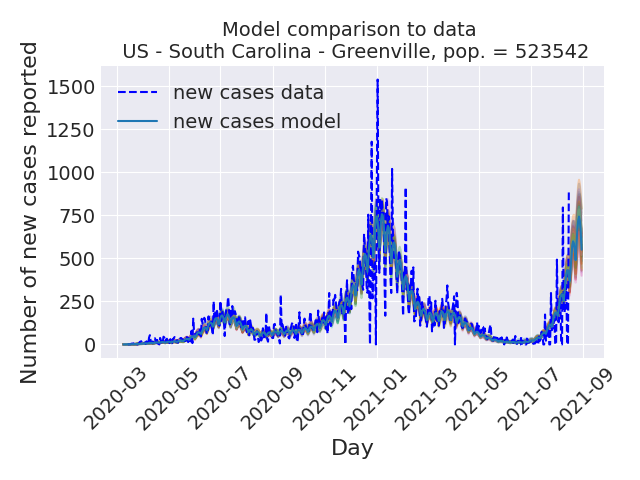 Model comparison to data
US - South Carolina - Greenville, pop. = 523542
Number of new cases reported
1500
1250
1000
750
500
250
0
new cases data
new cases model
2020-03
2020-05
2020-07
2020-09
2020-11
2021-01
2021-03
2021-05
2021-07
2021-09
Day